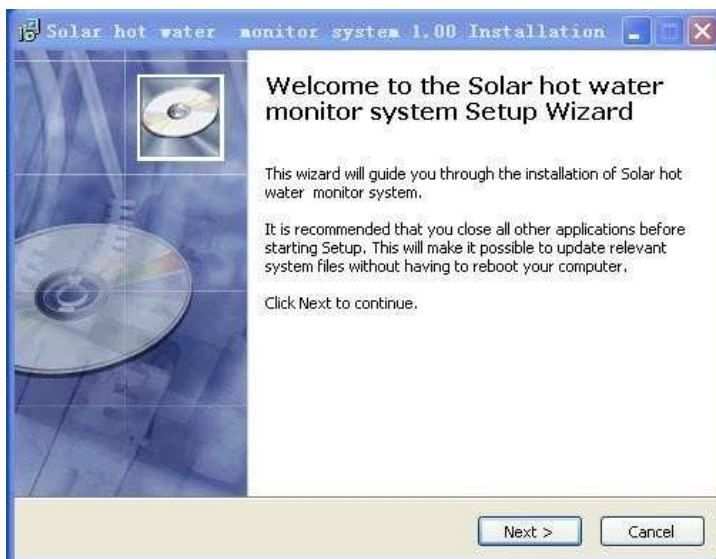 Solar hot water  monitor system 1.00 Installation
Welcome to the Solar hot water
monitor system Setup Wizard
This wizard will guide you through the installation of Solar hot
water  monitor system.
It is recommended that you close all other applications before
starting Setup. This will make it possible to update relevant
system files without having to reboot your computer.
Click Next to continue.
Next >
Cancel